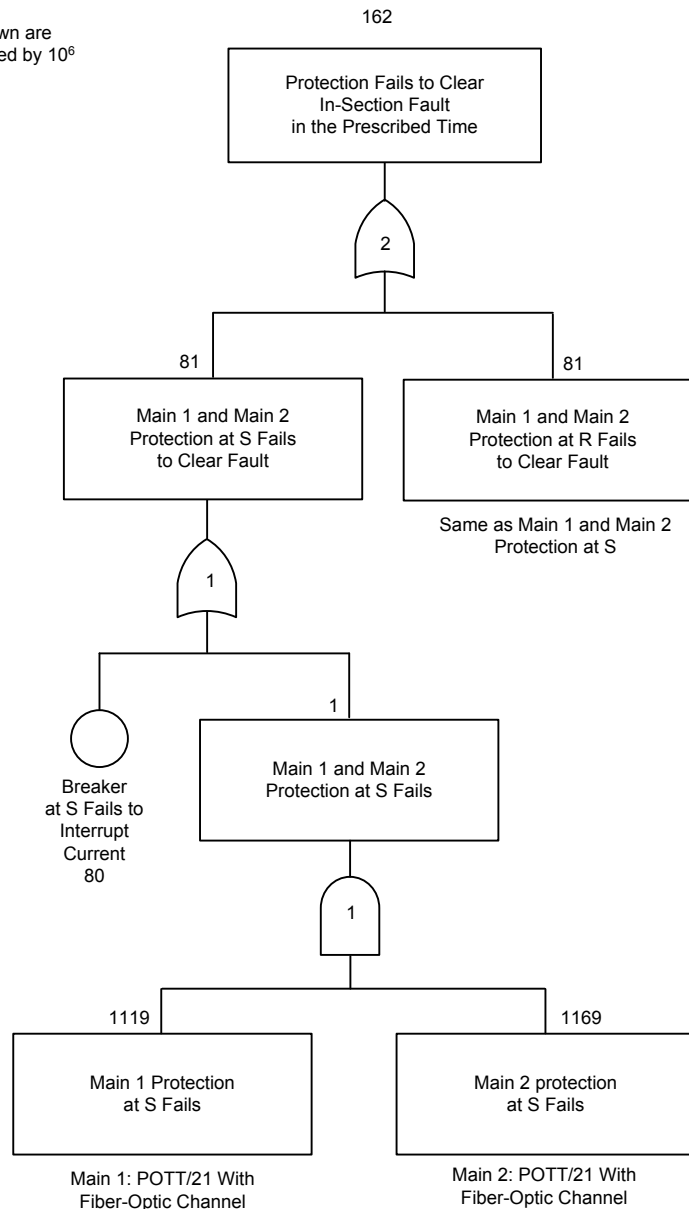 162
wn are
ed by 10⁶
Protection Fails to Clear
In-Section Fault
in the Prescribed Time
2
81
81
Main 1 and Main 2
Protection at S Fails
to Clear Fault
Main 1 and Main 2
Protection at R Fails
to Clear Fault
Same as Main 1 and Main 2
Protection at S
1
1
Breaker
at S Fails to
Interrupt
Current
80
Main 1 and Main 2
Protection at S Fails
1
1119
1169
Main 1 Protection
at S Fails
Main 2 protection
at S Fails
Main 1: POTT/21 With
Fiber-Optic Channel
Main 2: POTT/21 With
Fiber-Optic Channel